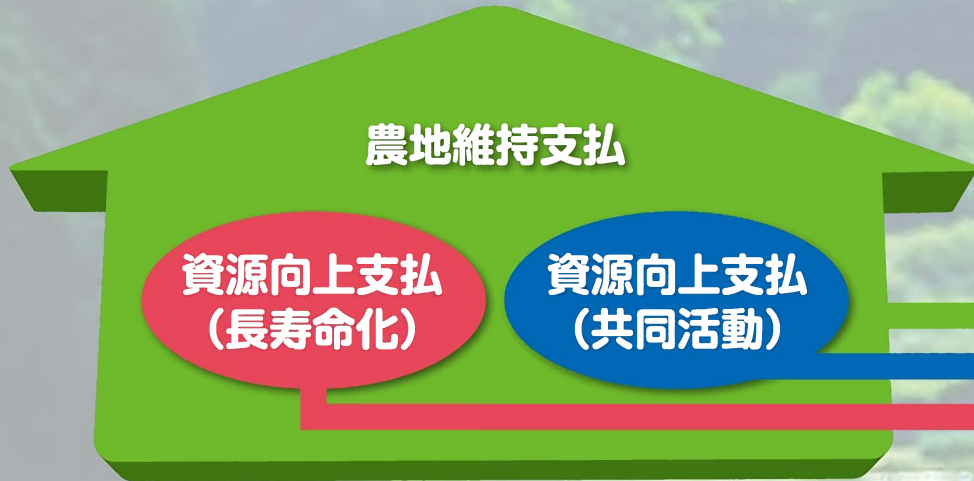 農地維持支払
資源向上支払
（長寿命化）
資源向上支払
（共同活動）